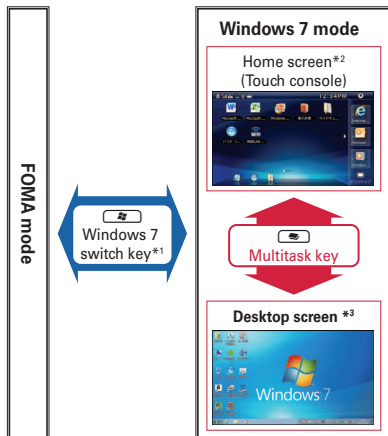 Windows 7 mode
Home screen*2
(Touch console)
FOMA mode
Windows 7
switch key*1
Multitask key
Desktop screen *3
Windows 7